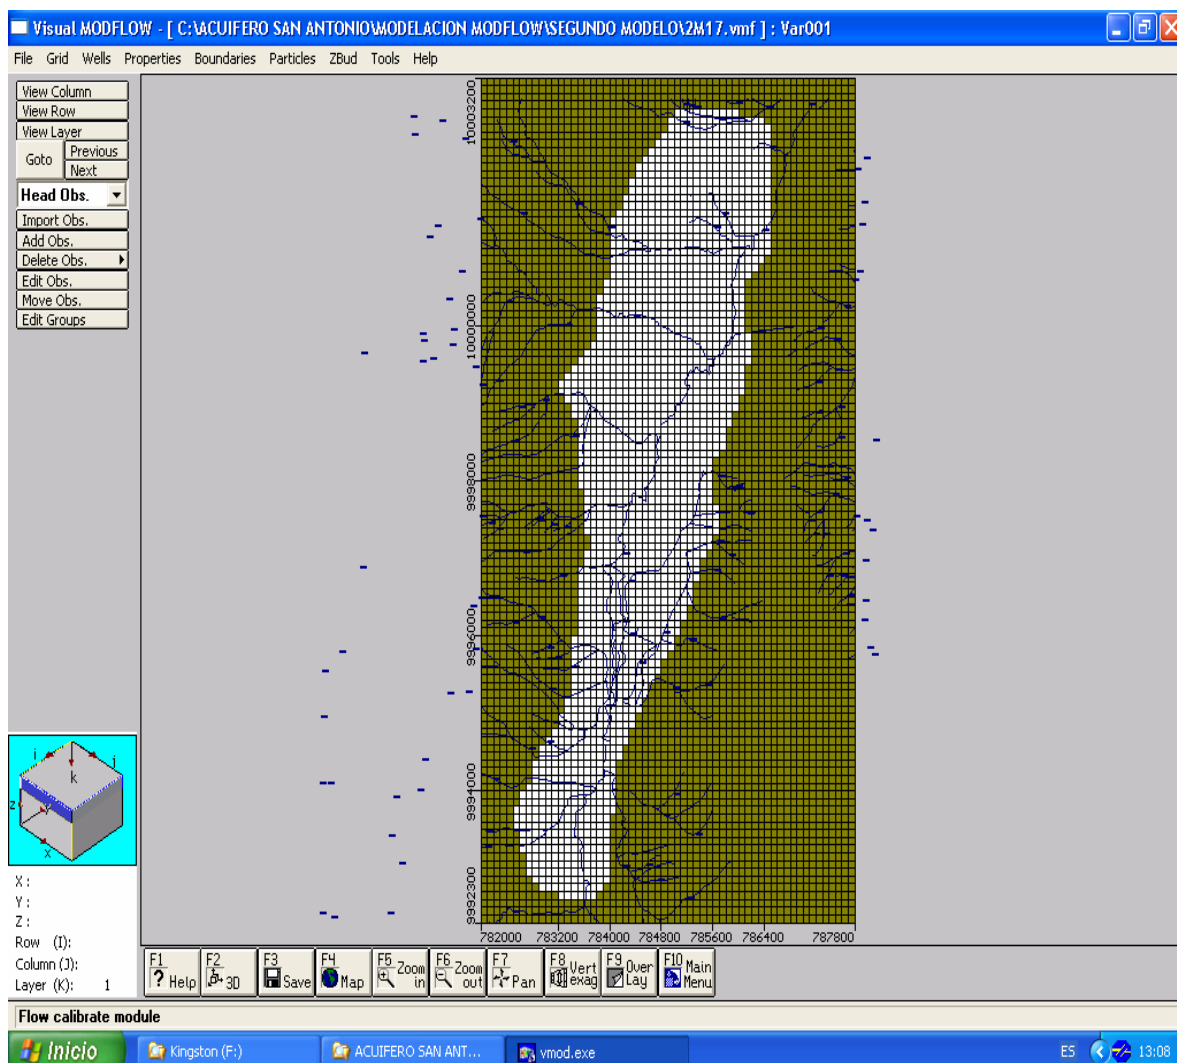 Visual MODFLOW - [ C:\ACUIFERO SAN ANTONIO\MODELACION MODFLOW\SEGUNDO MODELO\2M17.vmf ] : Var001
File Grid Wells Properties Boundaries Particles ZBud Tools Help
View Column
View Row
View Layer
Goto
Previous
Next
Head Obs.
Import Obs.
Add Obs.
Delete Obs.
Edit Obs.
Move Obs.
Edit Groups
10003200
10000000
9998000
9996000
9994000
9992300
782000 783200 784000 784800 785600 786400 787800
i
j
k
z
y
x
X :
Y :
Z :
Row (I):
Column (J):
Layer (K): 1
F1 ? Help
F2 3D
F3 Save
F4 Map
F5 Zoom in
F6 Zoom out
F7 Pan
F8 Vert exag
F9 Over Lay
F10 Main Menu
Flow calibrate module
Inicio
Kingston (F:)
ACUIFERO SAN ANT...
vmod.exe
ES
13:08